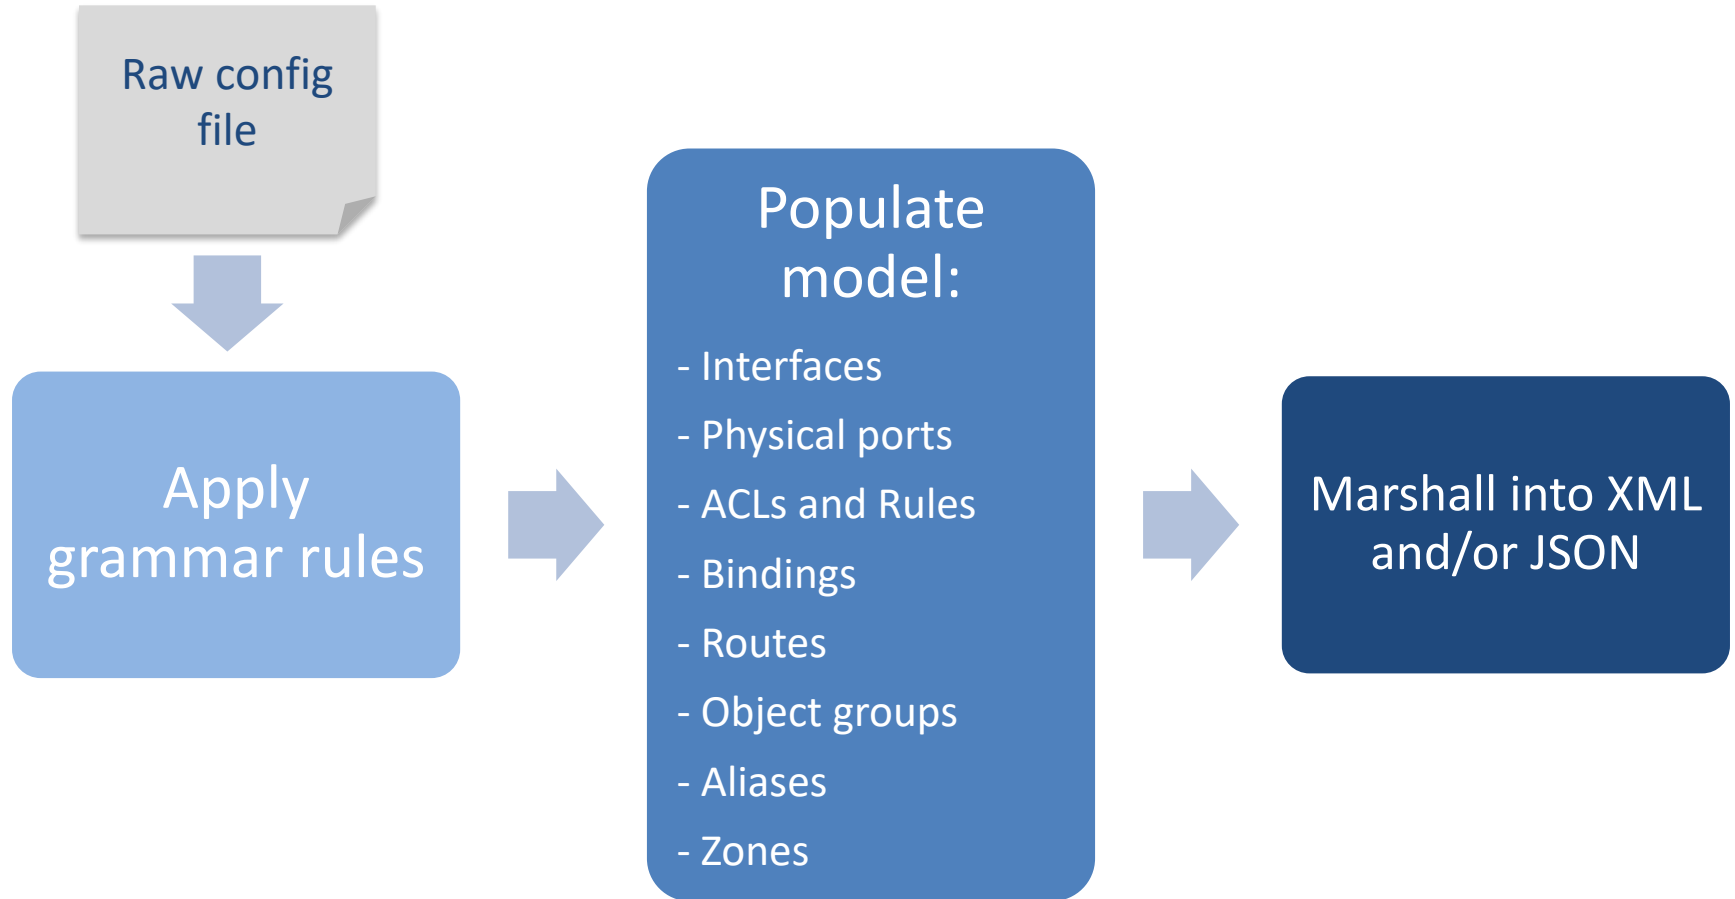 Raw config
file
Apply
grammar rules
Populate
model:
- Interfaces
- Physical ports
- ACLs and Rules
- Bindings
- Routes
- Object groups
- Aliases
- Zones
Marshall into XML
and/or JSON